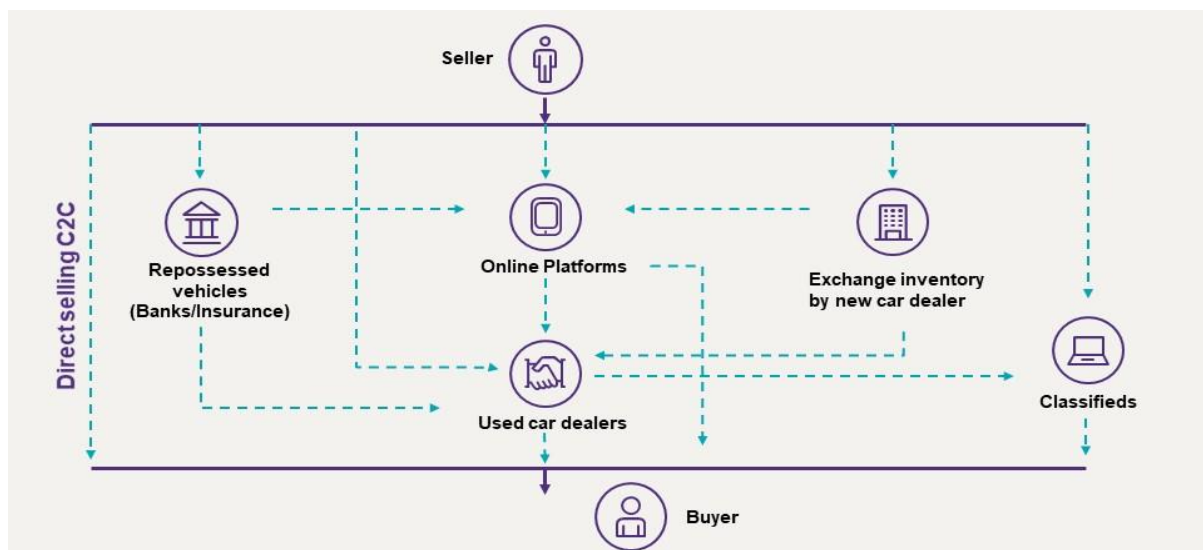 Seller
Direct selling C2C
Repossessed
vehicles
(Banks/Insurance)
Online Platforms
Exchange inventory
by new car dealer
Used car dealers
Classifieds
Buyer